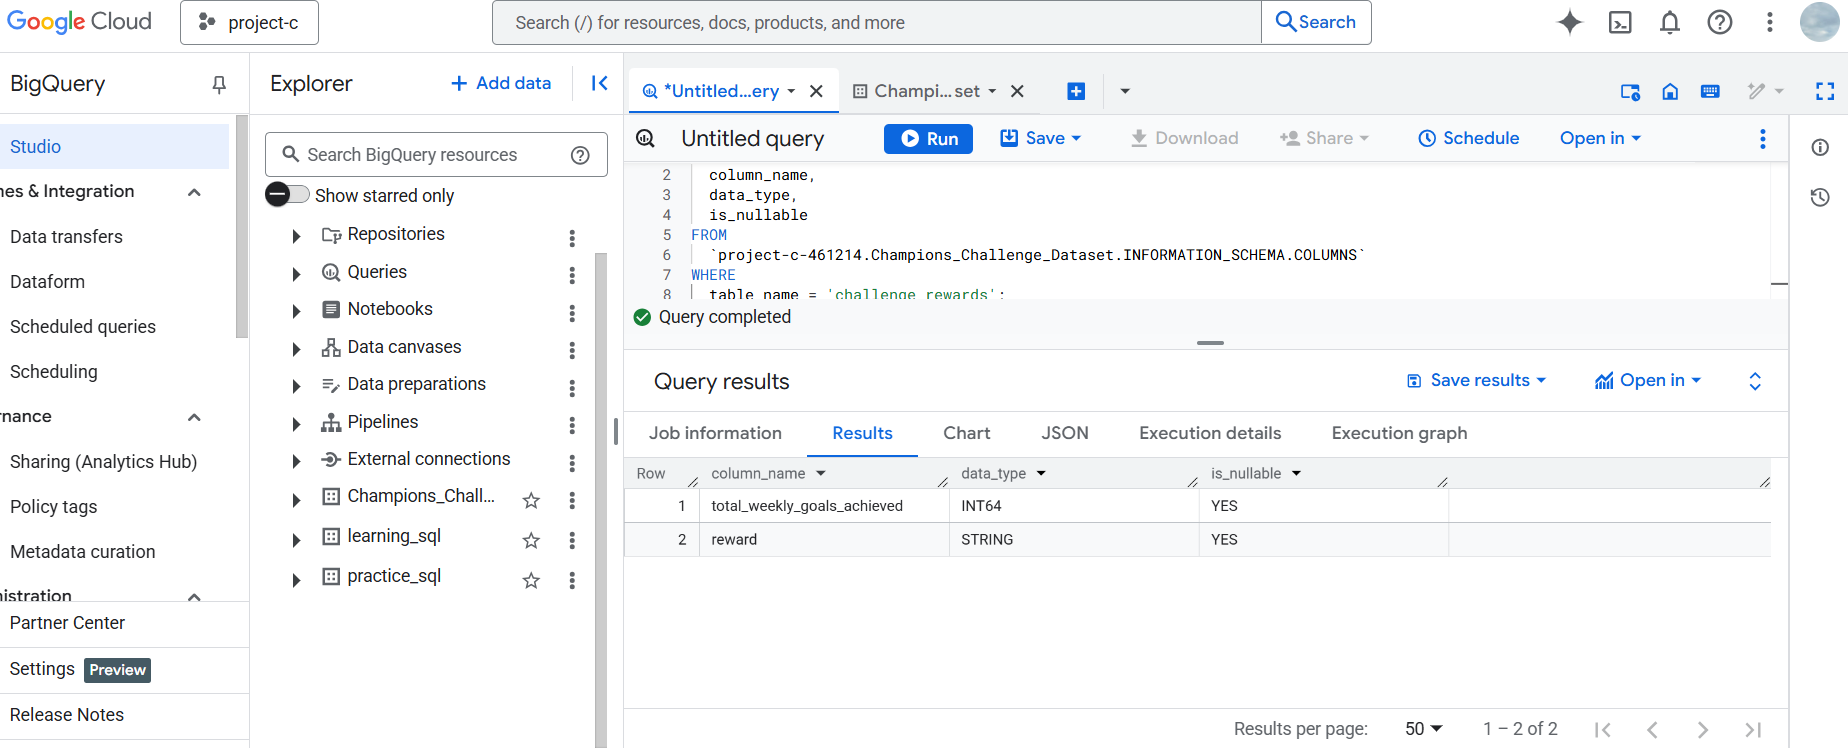 Google Cloud
project-c
Search (/) for resources, docs, products, and more
Search
BigQuery
Studio
nes & Integration
Data transfers
Dataform
Scheduled queries
Scheduling
rnance
Sharing (Analytics Hub)
Policy tags
Metadata curation
istration
Partner Center
Settings Preview
Release Notes
Explorer
+ Add data
Search BigQuery resources
Show starred only
Repositories
Queries
Notebooks
Data canvases
Data preparations
Pipelines
External connections
Champions_Chall...
learning_sql
practice_sql
*Untitled...ery
Champi...set
Untitled query
Run
Save
Download
Share
Schedule
Open in
2 column_name,
3 data_type,
4 is_nullable
5 FROM
6 `project-c-461214.Champions_Challenge_Dataset.INFORMATION_SCHEMA.COLUMNS`
7 WHERE
8 table_name = 'challenge_rewards';
Query completed
Query results
Save results
Open in
Job information Results Chart JSON Execution details Execution graph
Row column_name data_type is_nullable
1 total_weekly_goals_achieved INT64 YES
2 reward STRING YES
Results per page: 50 1 – 2 of 2